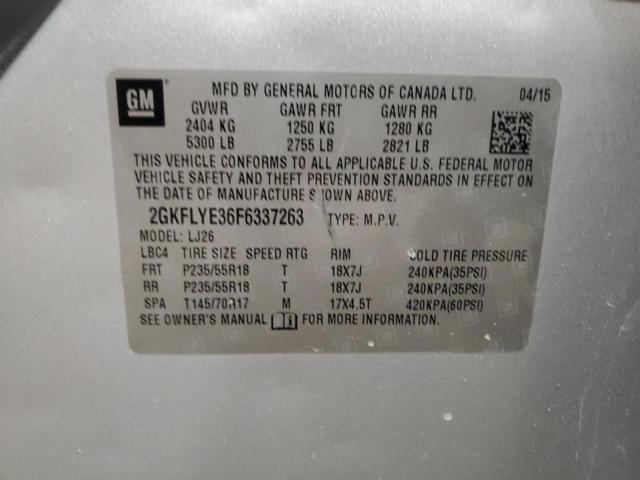 GM ®
MFD BY GENERAL MOTORS OF CANADA LTD. 04/15
GVWR GAWR FRT GAWR RR
2404 KG 1250 KG 1280 KG
5300 LB 2755 LB 2821 LB
THIS VEHICLE CONFORMS TO ALL APPLICABLE U.S. FEDERAL MOTOR
VEHICLE SAFETY AND THEFT PREVENTION STANDARDS IN EFFECT ON
THE DATE OF MANUFACTURE SHOWN ABOVE.
2GKFLYE36F6337263 TYPE: M.P.V.
MODEL: LJ26
LBC4 TIRE SIZE SPEED RTG RIM COLD TIRE PRESSURE
FRT P235/55R18 T 18X7J 240KPA(35PSI)
RR P235/55R18 T 18X7J 240KPA(35PSI)
SPA T145/70R17 M 17X4.5T 420KPA(60PSI)
SEE OWNER'S MANUAL FOR MORE INFORMATION.